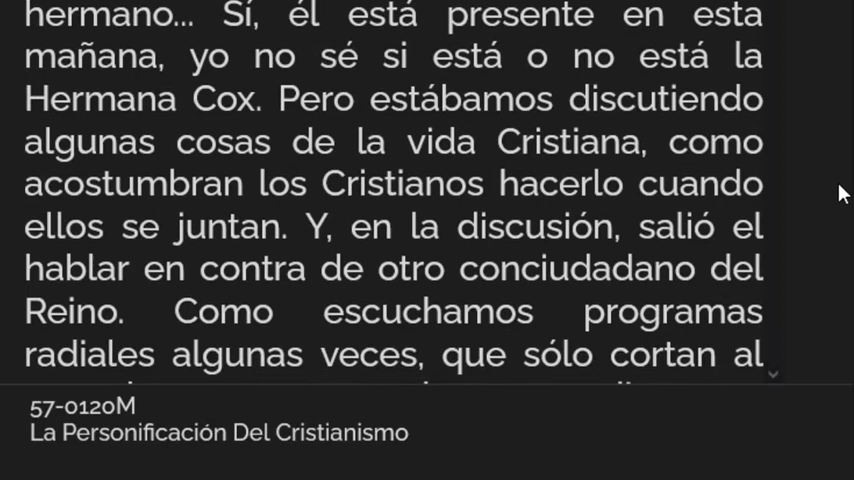 hermano... Sí, él está presente en esta
mañana, yo no sé si está o no está la
Hermana Cox. Pero estábamos discutiendo
algunas cosas de la vida Cristiana, como
acostumbran los Cristianos hacerlo cuando
ellos se juntan. Y, en la discusión, salió el
hablar en contra de otro conciudadano del
Reino. Como escuchamos programas
radiales algunas veces, que sólo cortan al
57-0120M
La Personificación Del Cristianismo